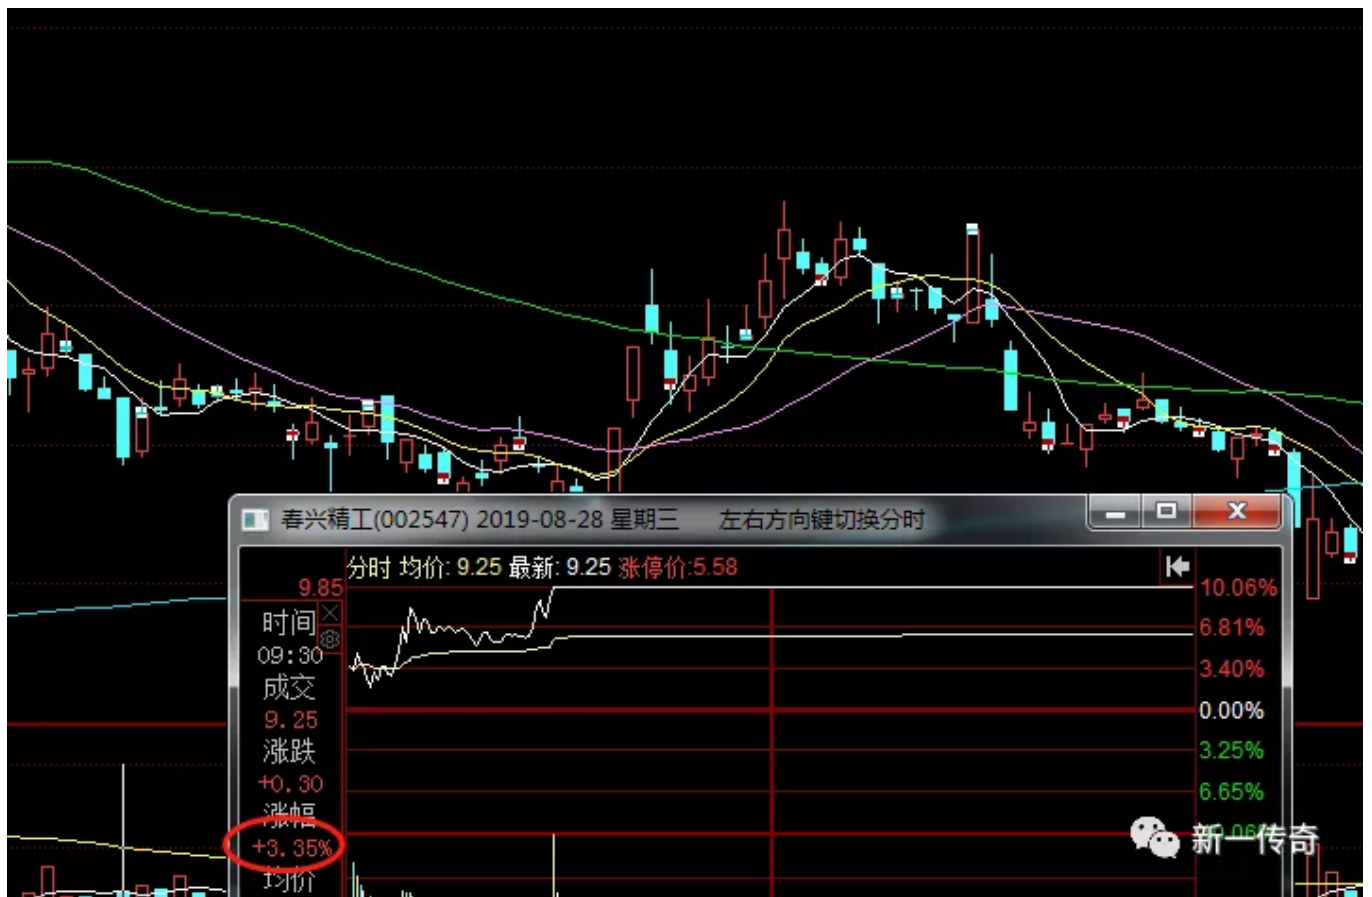 春兴精工(002547) 2019-08-28 星期三 左右方向键切换分时
分时 均价: 9.25 最新: 9.25 涨停价:5.58
9.85
10.06%
时间
6.81%
09:30
3.40%
成交
0.00%
9.25
涨跌
3.25%
+0.30
6.65%
涨幅
新一传奇
+3.35%
均价